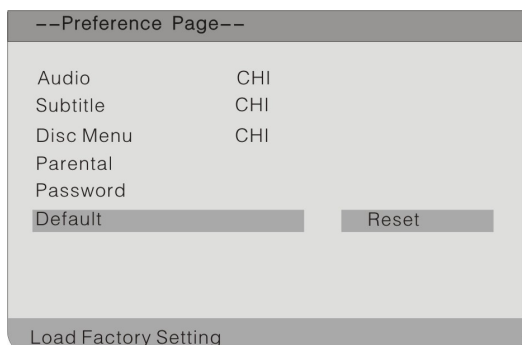 --Preference Page--
Audio CHI
Subtitle CHI
Disc Menu CHI
Parental
Password
Default Reset
Load Factory Setting